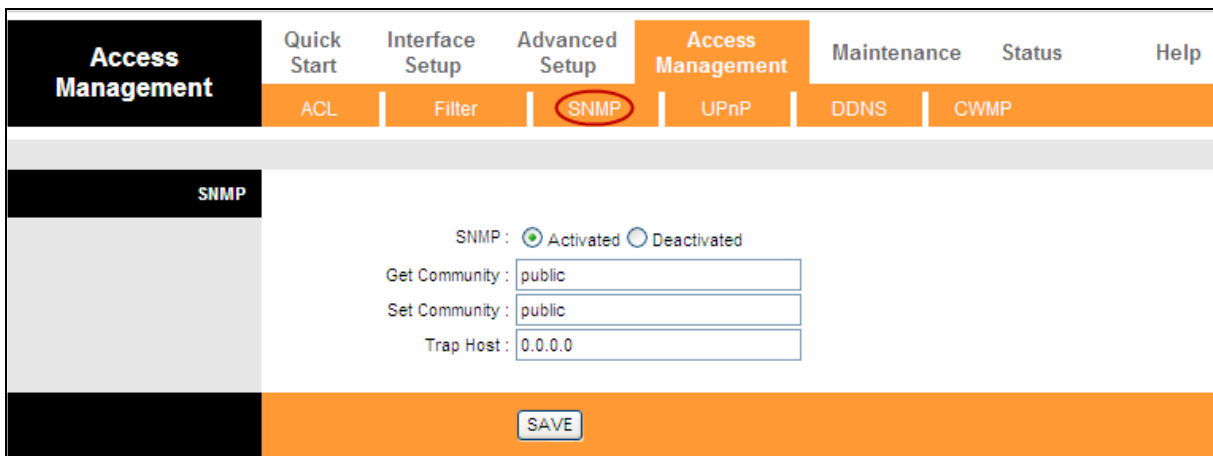 Access Management
Quick Start
Interface Setup
Advanced Setup
Access Management
Maintenance
Status
Help
ACL
Filter
SNMP
UPnP
DDNS
CWMP
SNMP
SNMP : Activated Deactivated
Get Community : public
Set Community : public
Trap Host : 0.0.0.0
SAVE